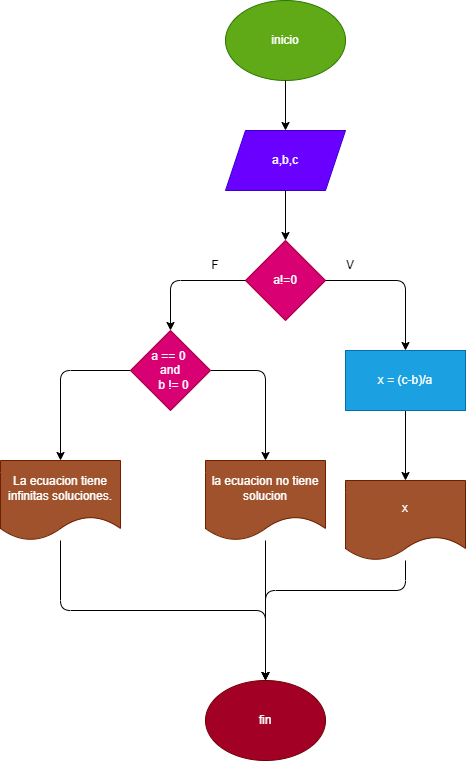 inicio
a,b,c
F
V
a!=0
a == 0
and
b != 0
x = (c-b)/a
La ecuacion tiene
infinitas soluciones.
la ecuacion no tiene
solucion
x
fin